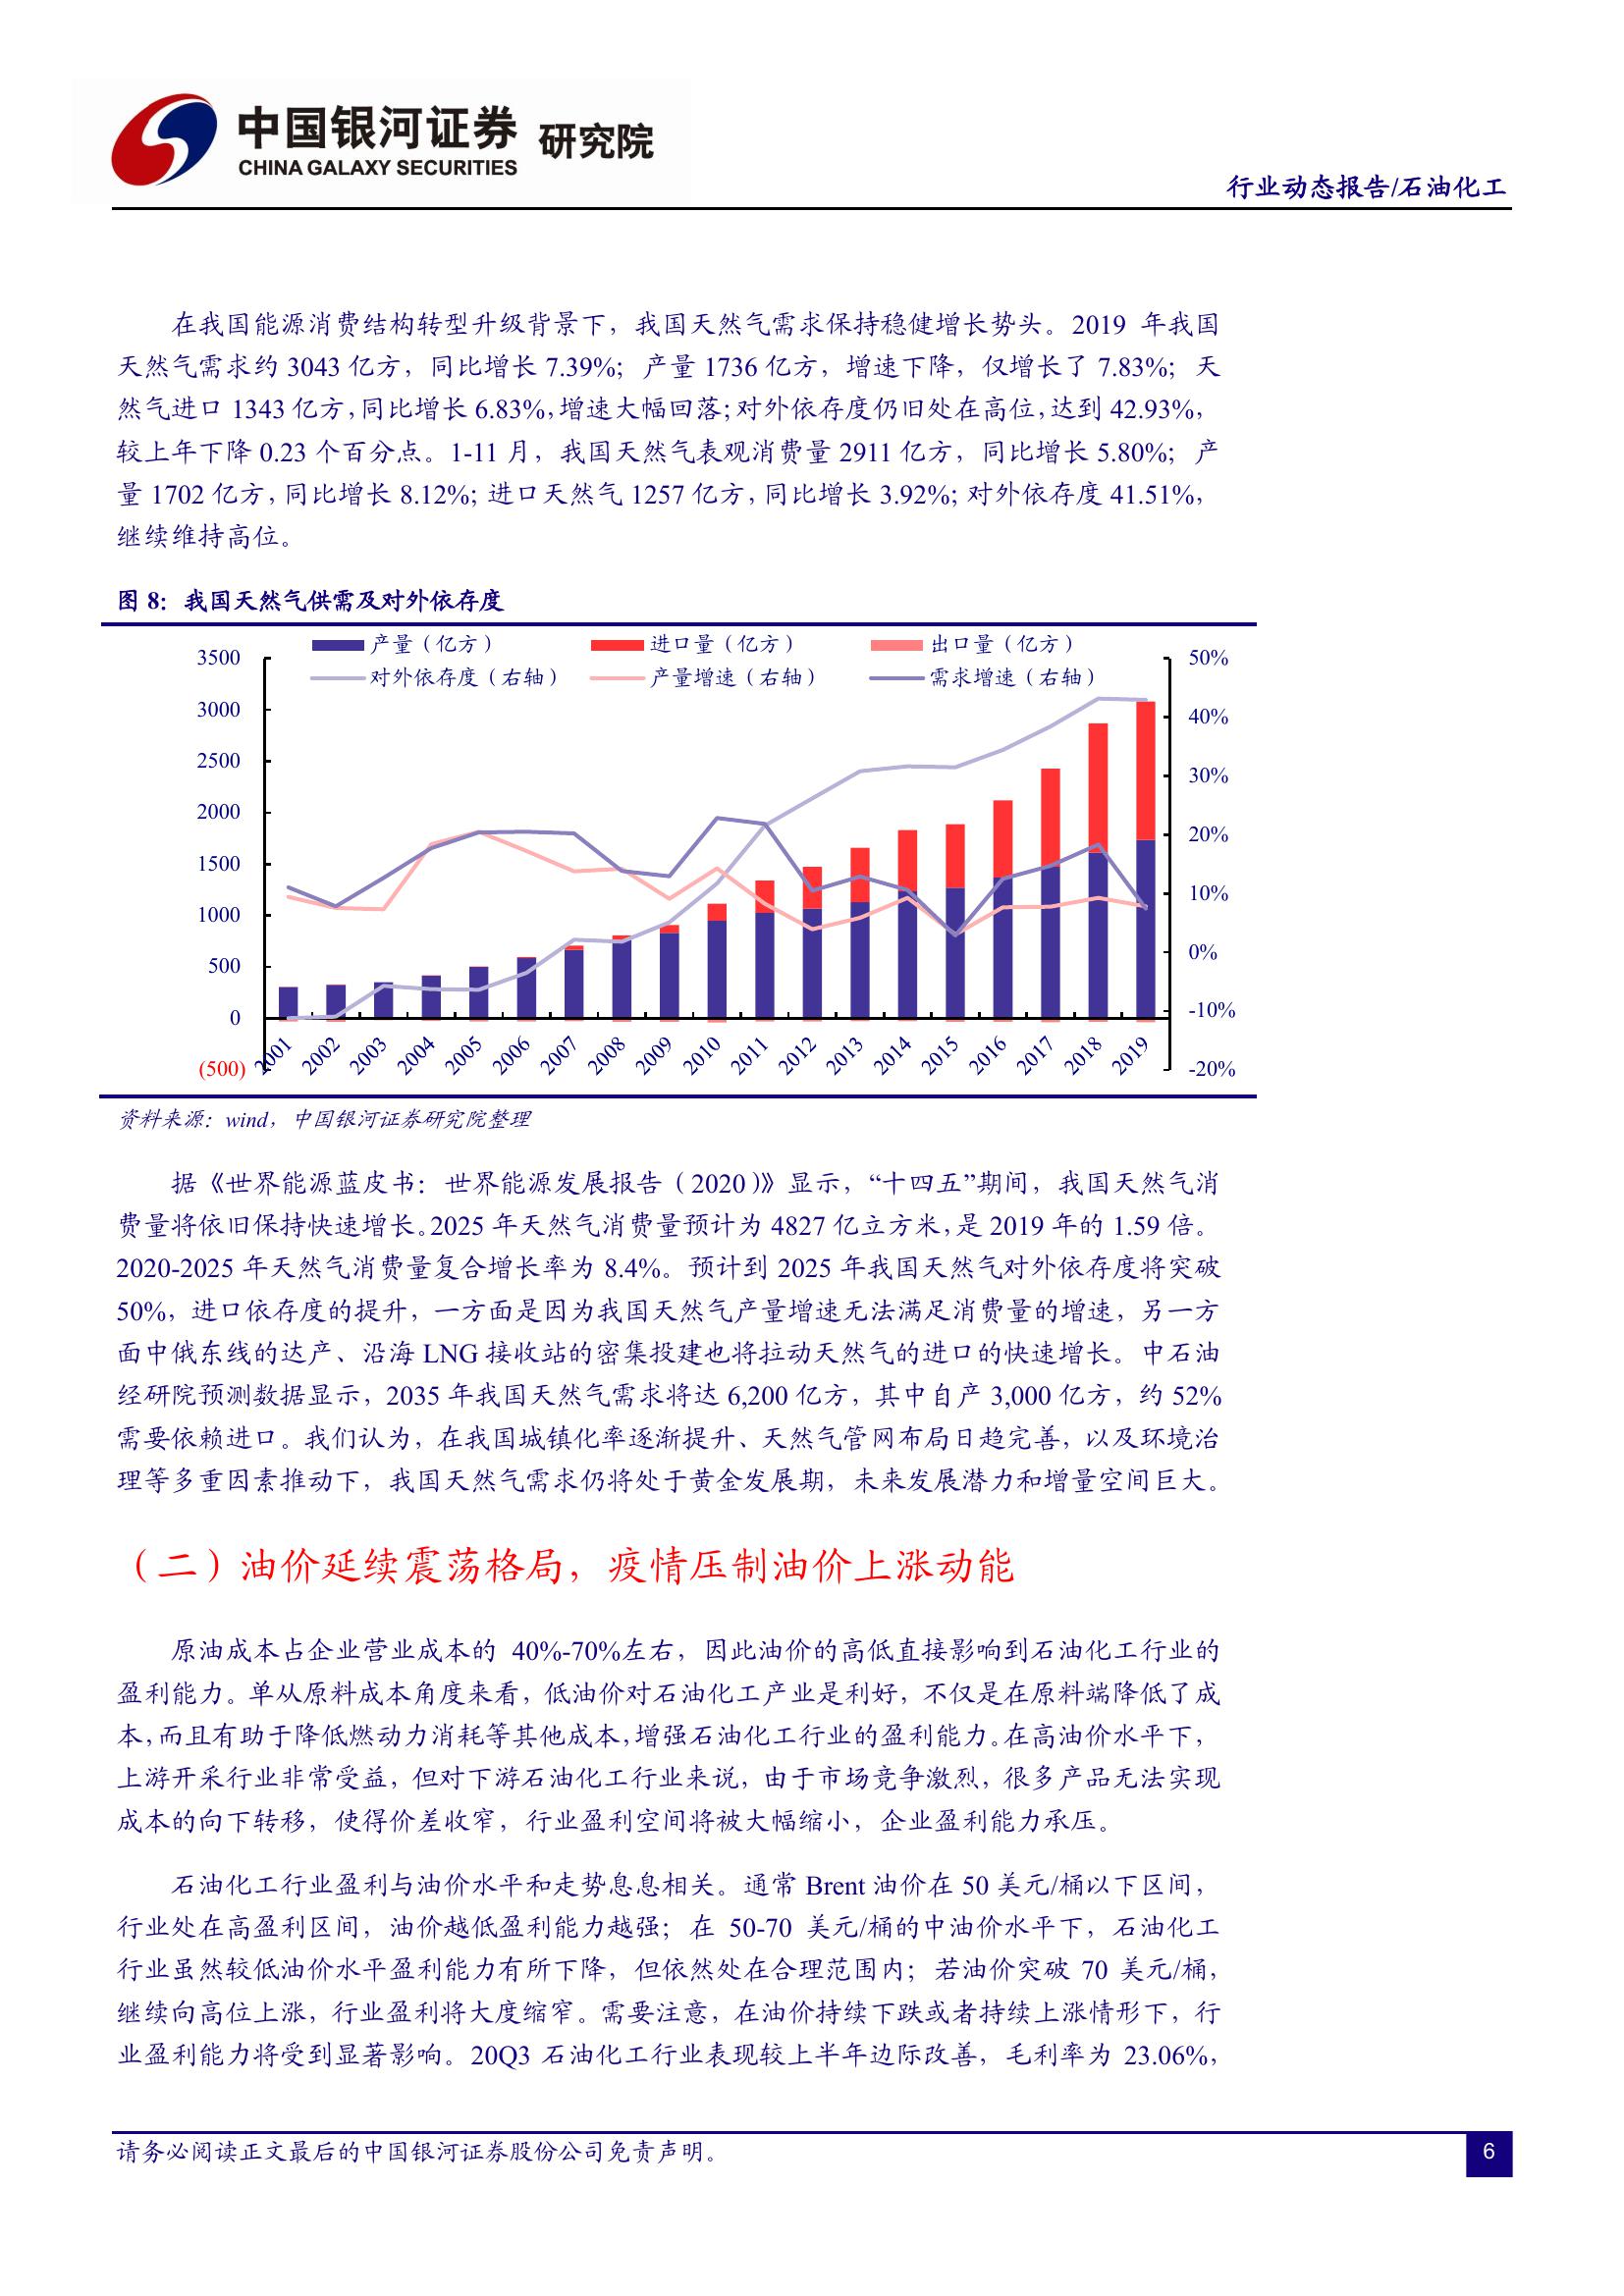 中国银河证券 研究院
CHINA GALAXY SECURITIES
行业动态报告/石油化工
在我国能源消费结构转型升级背景下，我国天然气需求保持稳健增长势头。2019 年我国
天然气需求约 3043 亿方，同比增长 7.39%；产量 1736 亿方，增速下降，仅增长了 7.83%；天
然气进口 1343 亿方，同比增长 6.83%，增速大幅回落；对外依存度仍旧处在高位，达到 42.93%，
较上年下降 0.23 个百分点。1-11 月，我国天然气表观消费量 2911 亿方，同比增长 5.80%；产
量 1702 亿方，同比增长 8.12%；进口天然气 1257 亿方，同比增长 3.92%；对外依存度 41.51%，
继续维持高位。
图 8：我国天然气供需及对外依存度
产量（亿方） 进口量（亿方） 出口量（亿方）
对外依存度（右轴） 产量增速（右轴） 需求增速（右轴）
3500 50%
3000 40%
2500 30%
2000 20%
1500 10%
1000 0%
500 -10%
0 -20%
(500)
2001 2002 2003 2004 2005 2006 2007 2008 2009 2010 2011 2012 2013 2014 2015 2016 2017 2018 2019
资料来源：wind，中国银河证券研究院整理
据《世界能源蓝皮书：世界能源发展报告（2020）》显示，“十四五”期间，我国天然气消
费量将依旧保持快速增长。2025 年天然气消费量预计为 4827 亿立方米，是 2019 年的 1.59 倍。
2020-2025 年天然气消费量复合增长率为 8.4%。预计到 2025 年我国天然气对外依存度将突破
50%，进口依存度的提升，一方面是因为我国天然气产量增速无法满足消费量的增速，另一方
面中俄东线的达产、沿海 LNG 接收站的密集投建也将拉动天然气的进口的快速增长。中石油
经研院预测数据显示，2035 年我国天然气需求将达 6,200 亿方，其中自产 3,000 亿方，约 52%
需要依赖进口。我们认为，在我国城镇化率逐渐提升、天然气管网布局日趋完善，以及环境治
理等多重因素推动下，我国天然气需求仍将处于黄金发展期，未来发展潜力和增量空间巨大。
（二）油价延续震荡格局，疫情压制油价上涨动能
原油成本占企业营业成本的 40%-70%左右，因此油价的高低直接影响到石油化工行业的
盈利能力。单从原料成本角度来看，低油价对石油化工产业是利好，不仅是在原料端降低了成
本，而且有助于降低燃动力消耗等其他成本，增强石油化工行业的盈利能力。在高油价水平下，
上游开采行业非常受益，但对下游石油化工行业来说，由于市场竞争激烈，很多产品无法实现
成本的向下转移，使得价差收窄，行业盈利空间将被大幅缩小，企业盈利能力承压。
石油化工行业盈利与油价水平和走势息息相关。通常 Brent 油价在 50 美元/桶以下区间，
行业处在高盈利区间，油价越低盈利能力越强；在 50-70 美元/桶的中油价水平下，石油化工
行业虽然较低油价水平盈利能力有所下降，但依然处在合理范围内；若油价突破 70 美元/桶，
继续向高位上涨，行业盈利将大度缩窄。需要注意，在油价持续下跌或者持续上涨情形下，行
业盈利能力将受到显著影响。20Q3 石油化工行业表现较上半年边际改善，毛利率为 23.06%，
请务必阅读正文最后的中国银河证券股份公司免责声明。
6